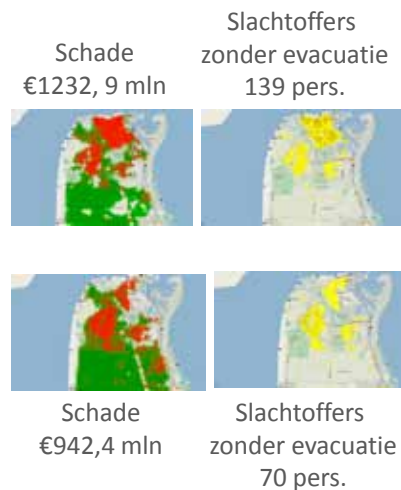 Schade
€1232, 9 mln
Slachtoffers
zonder evacuatie
139 pers.
Schade
€942,4 mln
Slachtoffers
zonder evacuatie
70 pers.